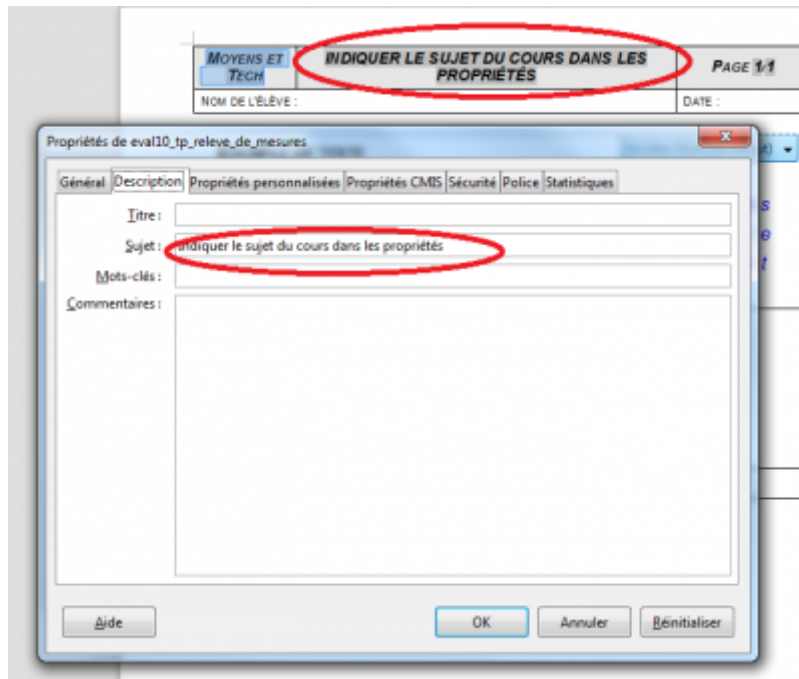 MOYENS ET TECH
INDIQUER LE SUJET DU COURS DANS LES PROPRIÉTÉS
PAGE 1/1
NOM DE L'ÉLÈVE :
DATE :
Propriétés de eval10_tp_releve_de_mesures
Général Description Propriétés personnalisées Propriétés CMIS Sécurité Police Statistiques
Titre :
Sujet : Indiquer le sujet du cours dans les propriétés
Mots-clés :
Commentaires :
Aide OK Annuler Réinitialiser